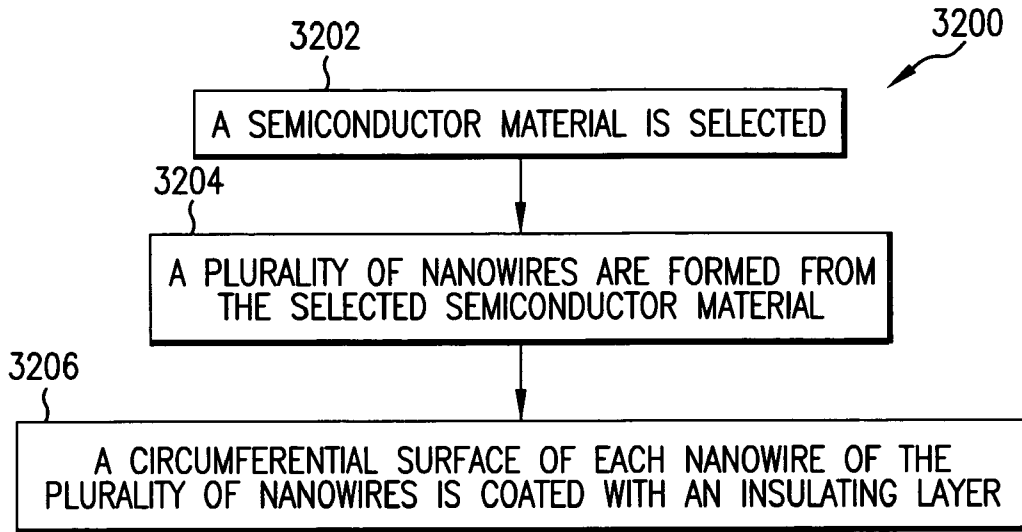 3200
3202
A SEMICONDUCTOR MATERIAL IS SELECTED
3204
A PLURALITY OF NANOWIRES ARE FORMED FROM
THE SELECTED SEMICONDUCTOR MATERIAL
3206
A CIRCUMFERENTIAL SURFACE OF EACH NANOWIRE OF THE
PLURALITY OF NANOWIRES IS COATED WITH AN INSULATING LAYER